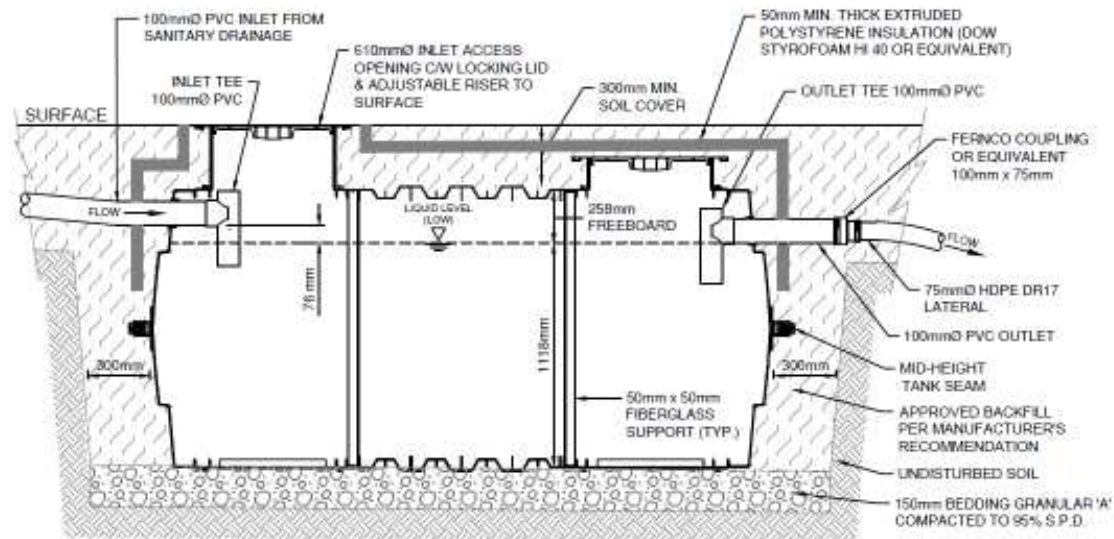 100mmØ PVC INLET FROM
SANITARY DRAINAGE
50mm MIN. THICK EXTRUDED
POLYSTYRENE INSULATION (DOW
STYROFOAM HI 40 OR EQUIVALENT)
610mmØ INLET ACCESS
OPENING C/W LOCKING LID
& ADJUSTABLE RISER TO
SURFACE
INLET TEE
100mmØ PVC
300mm MIN.
SOIL COVER
OUTLET TEE 100mmØ PVC
SURFACE
FERNCO COUPLING
OR EQUIVALENT
100mm x 75mm
FLOW
LIQUID LEVEL
(LOW)
258mm
FREEBOARD
FLOW
76 mm
1118mm
75mmØ HDPE DR17
LATERAL
100mmØ PVC OUTLET
300mm
300mm
MID-HEIGHT
TANK SEAM
50mm x 50mm
FIBERGLASS
SUPPORT (TYP.)
APPROVED BACKFILL
PER MANUFACTURER'S
RECOMMENDATION
UNDISTURBED SOIL
150mm BEDDING GRANULAR 'A'
COMPACTED TO 95% S.P.D.